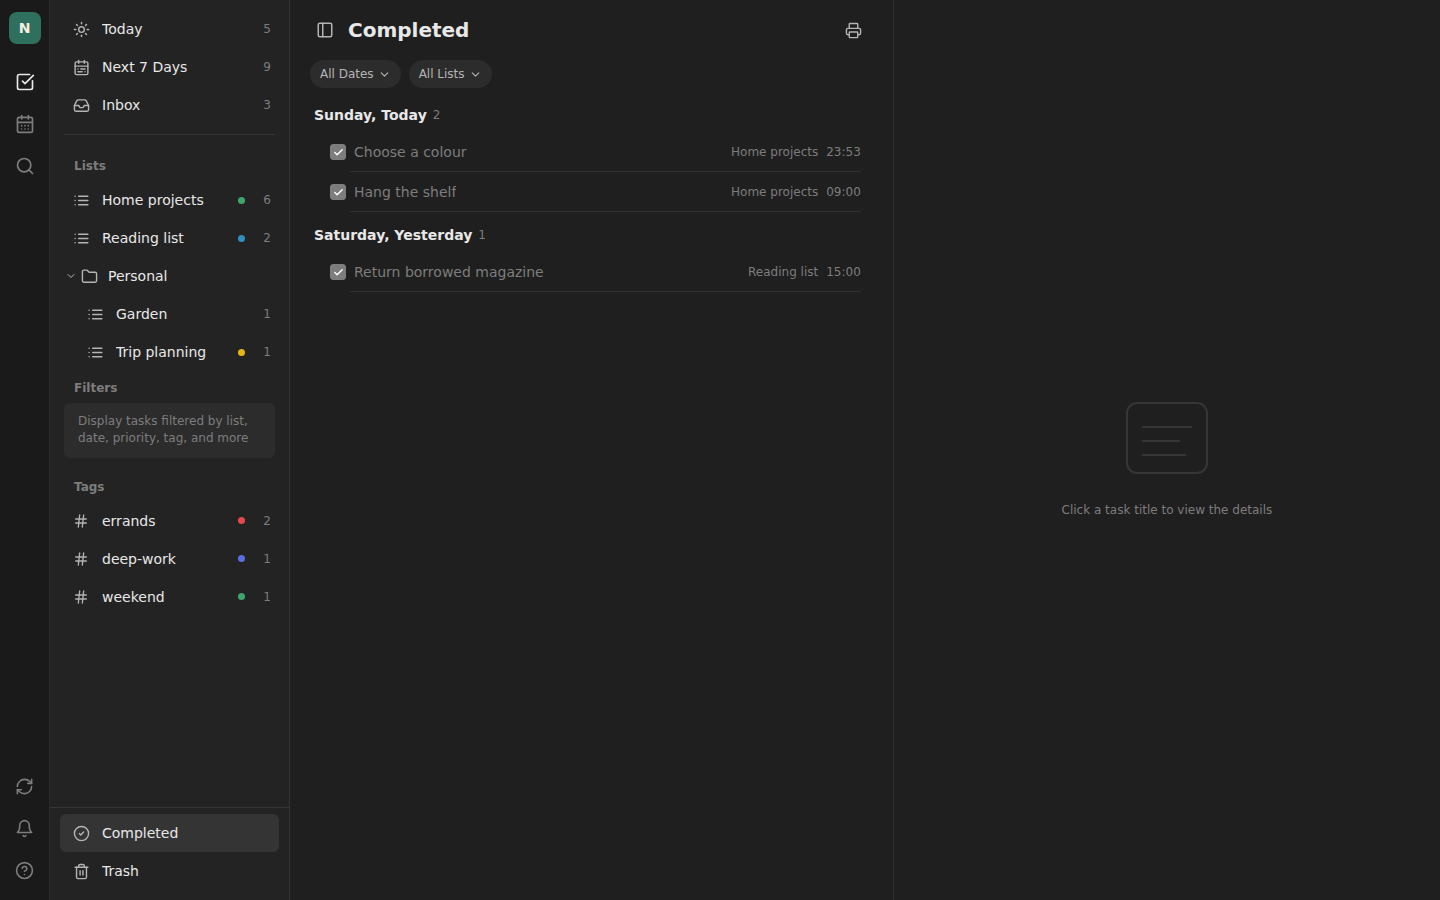 N
Today 5
Next 7 Days 9
Inbox 3
Lists
Home projects 6
Reading list 2
Personal
Garden 1
Trip planning 1
Filters
Display tasks filtered by list,
date, priority, tag, and more
Tags
errands 2
deep-work 1
weekend 1
Completed
Trash
Completed
All Dates All Lists
Sunday, Today 2
Choose a colour Home projects 23:53
Hang the shelf Home projects 09:00
Saturday, Yesterday 1
Return borrowed magazine Reading list 15:00
Click a task title to view the details